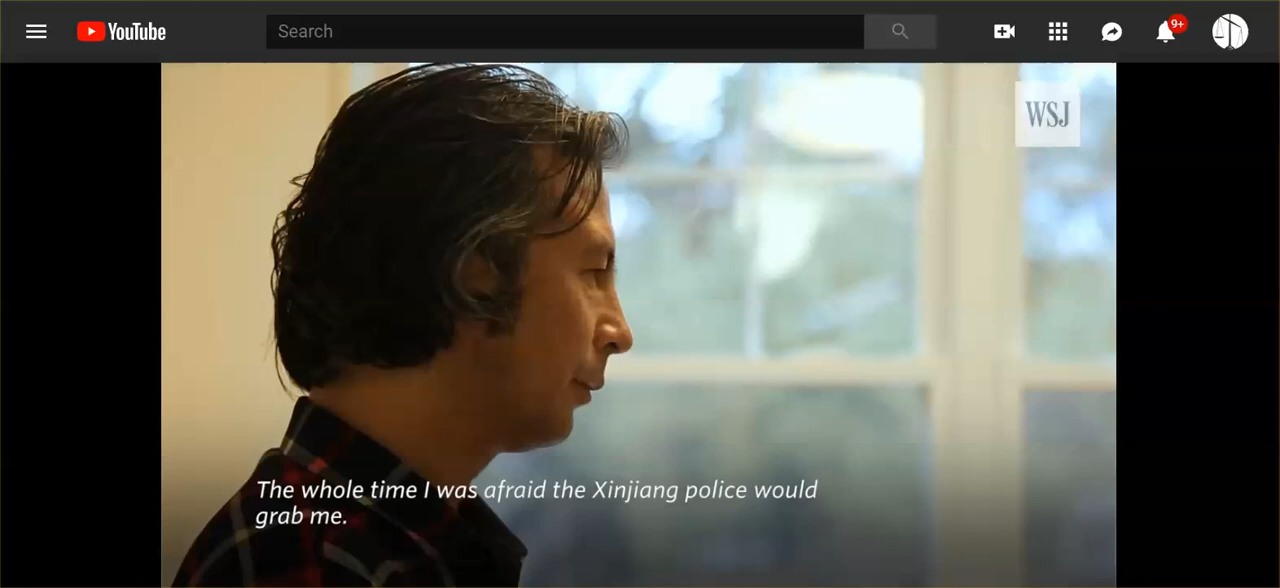 YouTube
Search
9+
WSJ
The whole time I was afraid the Xinjiang police would
grab me.